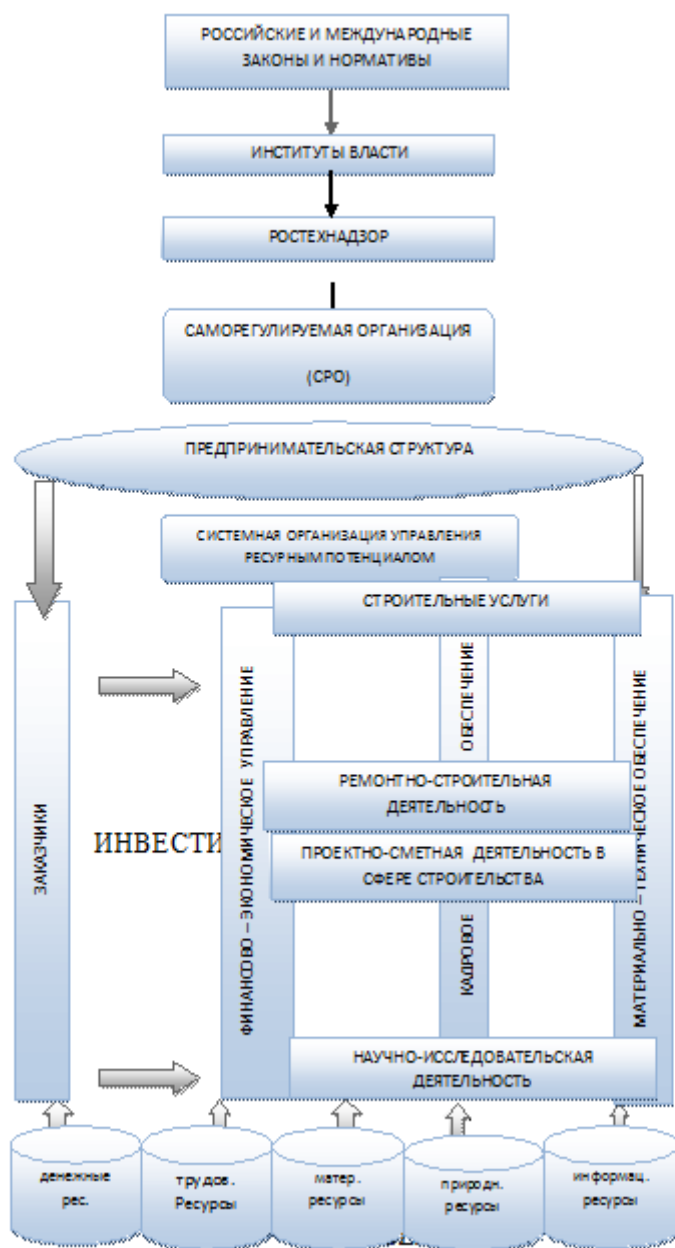 РОССИЙСКИЕ И МЕЖДУНАРОДНЫЕ
ЗАКОНЫ И НОРМАТИВЫ
ИНСТИТУТЫ ВЛАСТИ
РОСТЕХНАДЗОР
САМОРЕГУЛИРУЕМАЯ ОРГАНИЗАЦИЯ
(СРО)
ПРЕДПРИНИМАТЕЛЬСКАЯ СТРУКТУРА
СИСТЕМНАЯ ОРГАНИЗАЦИЯ УПРАВЛЕНИЯ
РЕСУРНЫМ ПОТЕНЦИАЛОМ
СТРОИТЕЛЬНЫЕ УСЛУГИ
ЗАКАЗЧИКИ
ИНВЕСТИ
ФИНАНСОВО – ЭКОНОМИЧЕСКОЕ УПРАВЛЕНИЕ
КАДРОВОЕ ОБЕСПЕЧЕНИЕ
МАТЕРИАЛЬНО – ТЕХНИЧЕСКОЕ ОБЕСПЕЧЕНИЕ
РЕМОНТНО-СТРОИТЕЛЬНАЯ
ДЕЯТЕЛЬНОСТЬ
ПРОЕКТНО-СМЕТНАЯ ДЕЯТЕЛЬНОСТЬ В
СФЕРЕ СТРОИТЕЛЬСТВА
НАУЧНО-ИССЛЕДОВАТЕЛЬСКАЯ
ДЕЯТЕЛЬНОСТЬ
денежные
рес.
трудов.
Ресурсы
матер.
ресурсы
природн.
ресурсы
информац.
ресурсы